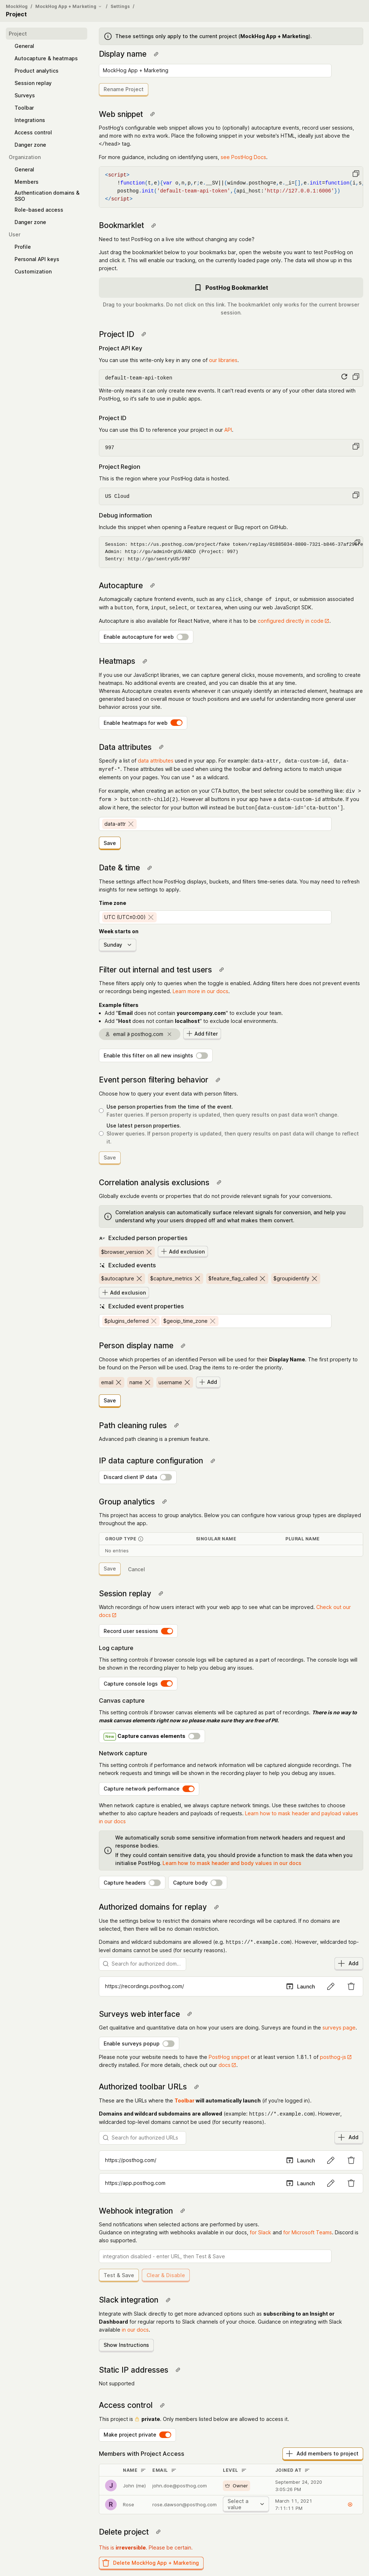 MockHog / MockHog App + Marketing / Settings /
Project
Project
General
Autocapture & heatmaps
Product analytics
Session replay
Surveys
Toolbar
Integrations
Access control
Danger zone
Organization
General
Members
Authentication domains &
SSO
Role-based access
Danger zone
User
Profile
Personal API keys
Customization
These settings only apply to the current project (MockHog App + Marketing).
Display name
MockHog App + Marketing
Rename Project
Web snippet
PostHog's configurable web snippet allows you to (optionally) autocapture events, record user sessions,
and more with no extra work. Place the following snippet in your website's HTML, ideally just above the
</head> tag.
For more guidance, including on identifying users, see PostHog Docs.
<script>
!function(t,e){var o,n,p,r;e.__SV||(window.posthog=e,e._i=[],e.init=function(i,s
posthog.init('default-team-api-token',{api_host:'http://127.0.0.1:6006'})
</script>
Bookmarklet
Need to test PostHog on a live site without changing any code?
Just drag the bookmarklet below to your bookmarks bar, open the website you want to test PostHog on
and click it. This will enable our tracking, on the currently loaded page only. The data will show up in this
project.
PostHog Bookmarklet
Drag to your bookmarks. Do not click on this link. The bookmarklet only works for the current browser
session.
Project ID
Project API Key
You can use this write-only key in any one of our libraries.
default-team-api-token
Write-only means it can only create new events. It can't read events or any of your other data stored with
PostHog, so it's safe to use in public apps.
Project ID
You can use this ID to reference your project in our API.
997
Project Region
This is the region where your PostHog data is hosted.
US Cloud
Debug information
Include this snippet when opening a Feature request or Bug report on GitHub.
Session: https://us.posthog.com/project/fake token/replay/01885034-8008-7321-b646-37af
Admin: http://go/adminOrgUS/ABCD (Project: 997)
Sentry: http://go/sentryUS/997
Autocapture
Automagically capture frontend events, such as any click, change of input, or submission associated
with a button, form, input, select, or textarea, when using our web JavaScript SDK.
Autocapture is also available for React Native, where it has to be configured directly in code.
Enable autocapture for web
Heatmaps
If you use our JavaScript libraries, we can capture general clicks, mouse movements, and scrolling to create
heatmaps. No additional events are created, and you can disable this at any time.
Whereas Autocapture creates events whenever it can uniquely identify an interacted element, heatmaps are
generated based on overall mouse or touch positions and are useful for understanding more general user
behavior across your site.
Enable heatmaps for web
Data attributes
Specify a list of data attributes used in your app. For example: data-attr, data-custom-id, data-
myref-*. These attributes will be used when using the toolbar and defining actions to match unique
elements on your pages. You can use * as a wildcard.
For example, when creating an action on your CTA button, the best selector could be something like: div >
form > button:nth-child(2). However all buttons in your app have a data-custom-id attribute. If you
allow it here, the selector for your button will instead be button[data-custom-id='cta-button'].
data-attr
Save
Date & time
These settings affect how PostHog displays, buckets, and filters time-series data. You may need to refresh
insights for new settings to apply.
Time zone
UTC (UTC±0:00)
Week starts on
Sunday
Filter out internal and test users
These filters apply only to queries when the toggle is enabled. Adding filters here does not prevent events
or recordings being ingested. Learn more in our docs.
Example filters
Add "Email does not contain yourcompany.com" to exclude your team.
Add "Host does not contain localhost" to exclude local environments.
email ∌ posthog.com
Add filter
Enable this filter on all new insights
Event person filtering behavior
Choose how to query your event data with person filters.
Use person properties from the time of the event.
Faster queries. If person property is updated, then query results on past data won't change.
Use latest person properties.
Slower queries. If person property is updated, then query results on past data will change to reflect
it.
Save
Correlation analysis exclusions
Globally exclude events or properties that do not provide relevant signals for your conversions.
Correlation analysis can automatically surface relevant signals for conversion, and help you
understand why your users dropped off and what makes them convert.
Excluded person properties
$browser_version
Add exclusion
Excluded events
$autocapture
$capture_metrics
$feature_flag_called
$groupidentify
Add exclusion
Excluded event properties
$plugins_deferred
$geoip_time_zone
Person display name
Choose which properties of an identified Person will be used for their Display Name. The first property to
be found on the Person will be used. Drag the items to re-order the priority.
email
name
username
Add
Save
Path cleaning rules
Advanced path cleaning is a premium feature.
IP data capture configuration
Discard client IP data
Group analytics
This project has access to group analytics. Below you can configure how various group types are displayed
throughout the app.
GROUP TYPE SINGULAR NAME PLURAL NAME
No entries
Save
Cancel
Session replay
Watch recordings of how users interact with your web app to see what can be improved. Check out our
docs
Record user sessions
Log capture
This setting controls if browser console logs will be captured as a part of recordings. The console logs will
be shown in the recording player to help you debug any issues.
Capture console logs
Canvas capture
This setting controls if browser canvas elements will be captured as part of recordings. There is no way to
mask canvas elements right now so please make sure they are free of PII.
New
Capture canvas elements
Network capture
This setting controls if performance and network information will be captured alongside recordings. The
network requests and timings will be shown in the recording player to help you debug any issues.
Capture network performance
When network capture is enabled, we always capture network timings. Use these switches to choose
whether to also capture headers and payloads of requests. Learn how to mask header and payload values
in our docs
We automatically scrub some sensitive information from network headers and request
response bodies.
If they could contain sensitive data, you should provide a function to mask the data when you
initialise PostHog. Learn how to mask header and body values in our docs
Capture headers
Capture body
Authorized domains for replay
Use the settings below to restrict the domains where recordings will be captured. If no domains are
selected, then there will be no domain restriction.
Domains and wildcard subdomains are allowed (e.g. https://*.example.com). However, wildcarded top-
level domains cannot be used (for security reasons).
Search for authorized dom...
Add
https://recordings.posthog.com/
Launch
Surveys web interface
Get qualitative and quantitative data on how your users are doing. Surveys are found in the surveys page.
Enable surveys popup
Please note your website needs to have the PostHog snippet or at least version 1.81.1 of posthog-js
directly installed. For more details, check out our docs.
Authorized toolbar URLs
These are the URLs where the Toolbar will automatically launch (if you're logged in).
Domains and wildcard subdomains are allowed (example: https://*.example.com). However,
wildcarded top-level domains cannot be used (for security reasons).
Search for authorized URLs
Add
https://posthog.com/
Launch
https://app.posthog.com
Launch
Webhook integration
Send notifications when selected actions are performed by users.
Guidance on integrating with webhooks available in our docs, for Slack and for Microsoft Teams. Discord is
also supported.
integration disabled - enter URL, then Test & Save
Test & Save
Clear & Disable
Slack integration
Integrate with Slack directly to get more advanced options such as subscribing to an Insight or
Dashboard for regular reports to Slack channels of your choice. Guidance on integrating with Slack
available in our docs.
Show Instructions
Static IP addresses
Not supported
Access control
This project is private. Only members listed below are allowed to access it.
Make project private
Members with Project Access
Add members to project
NAME EMAIL LEVEL JOINED AT
J John (me) john.doe@posthog.com Owner September 24, 2020
3:05:26 PM
R Rose rose.dawson@posthog.com Select a
value
March 11, 2021
7:11:11 PM
Delete project
This is irreversible. Please be certain.
Delete MockHog App + Marketing